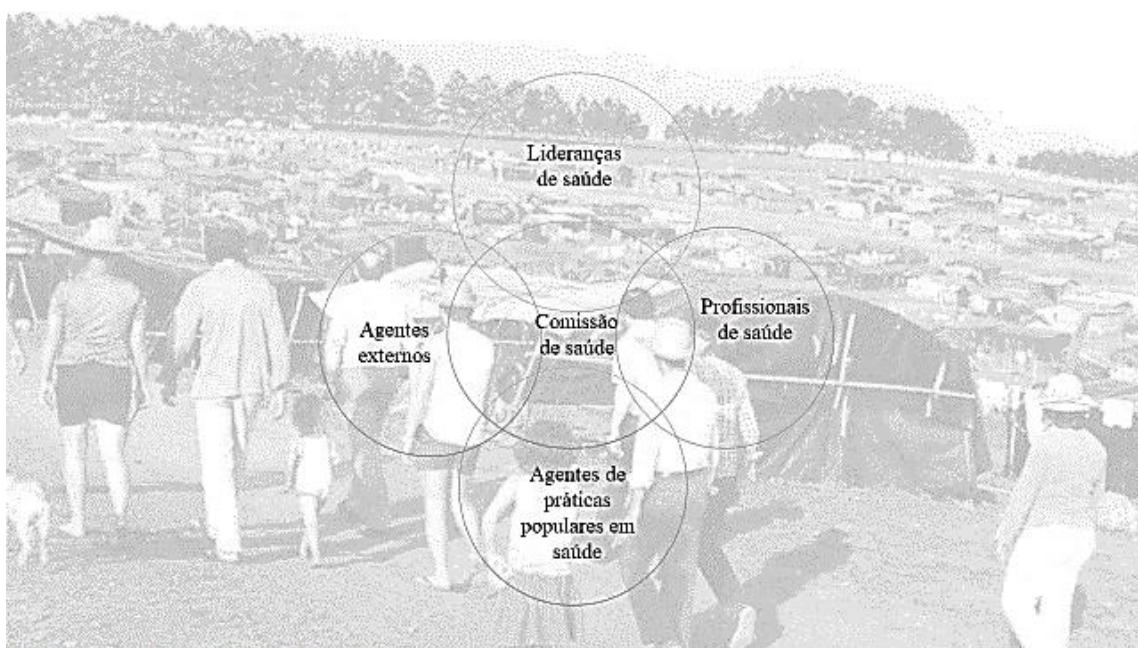 Lideranças
de saúde
Agentes
externos
Comissão
de saúde
Profissionais
de saúde
Agentes de
práticas
populares em
saúde